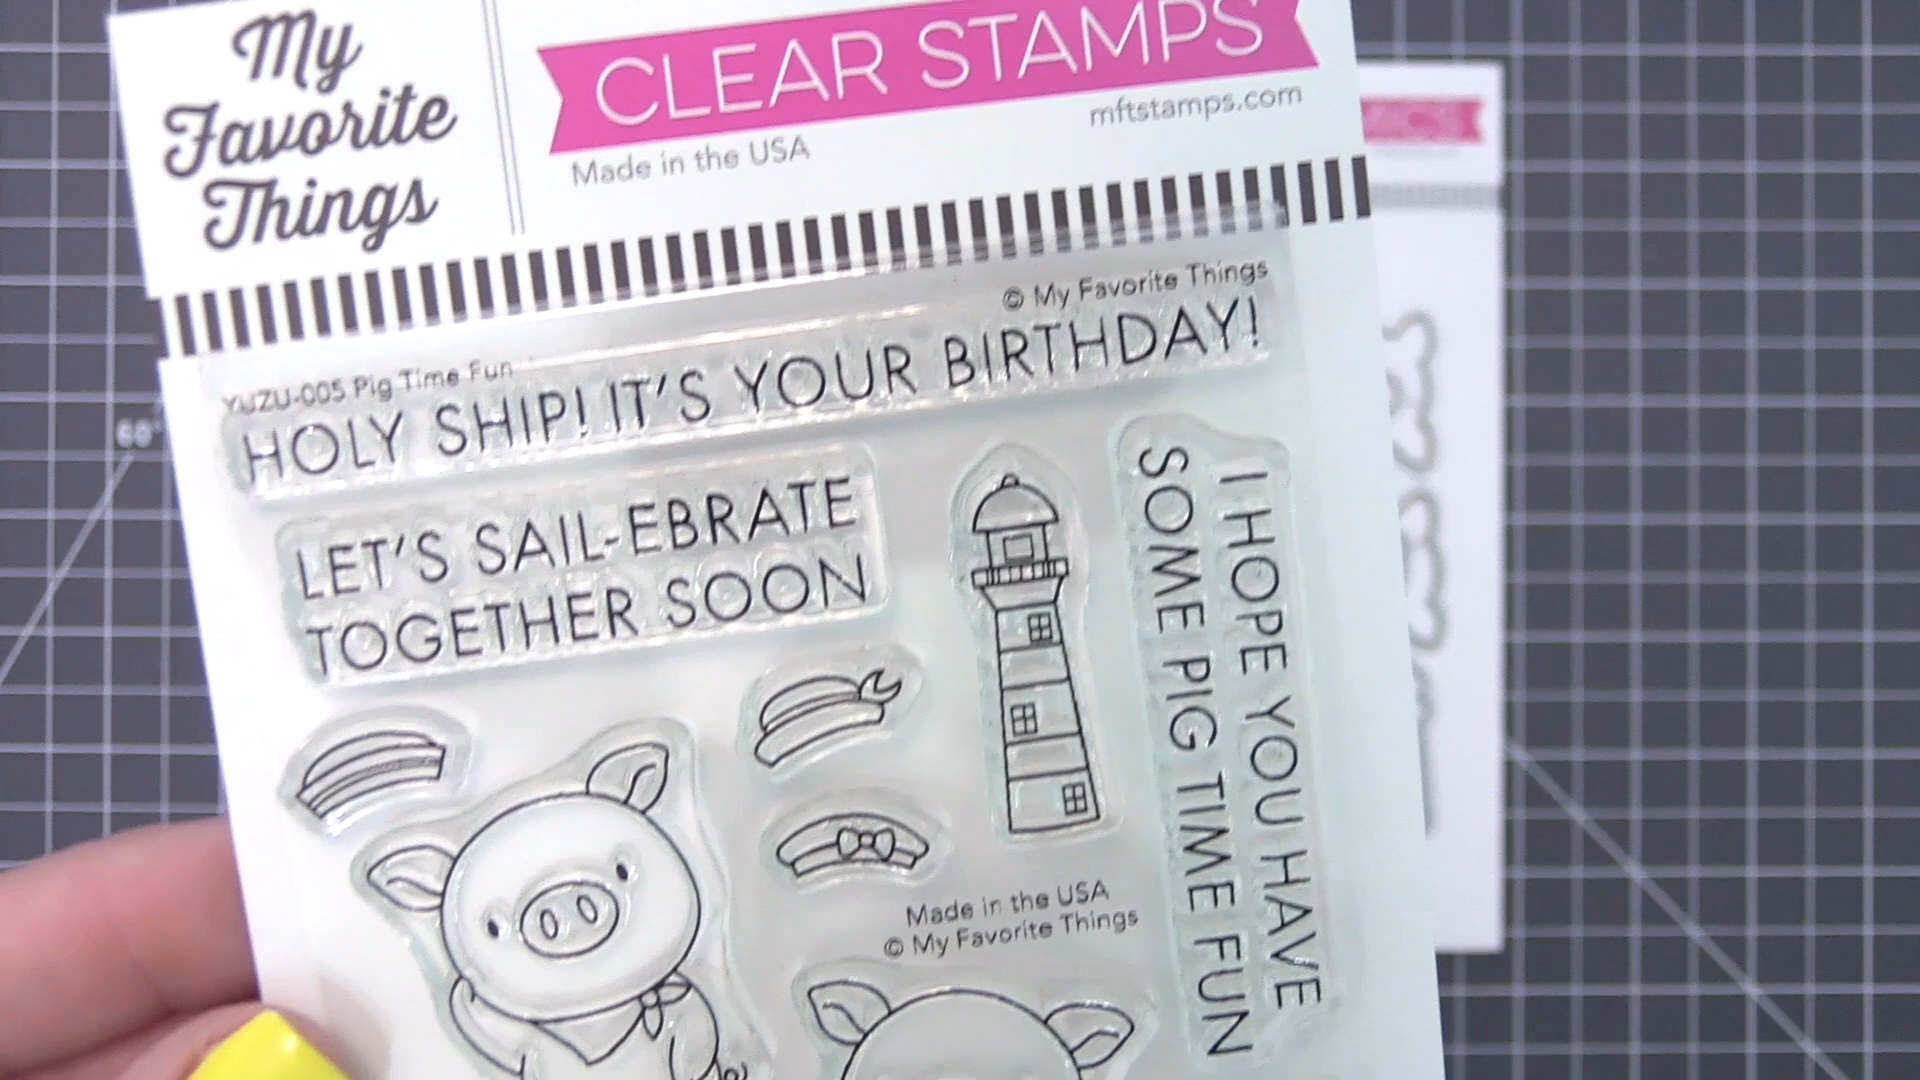 My
Favorite
Things
CLEAR STAMPS
Made in the USA
mftstamps.com
© My Favorite Things
YUZU-005 Pig Time Fun
HOLY SHIP! IT'S YOUR BIRTHDAY!
LET'S SAIL-EBRATE
TOGETHER SOON
I HOPE YOU HAVE
SOME PIG TIME FUN
Made in the USA
© My Favorite Things
60°